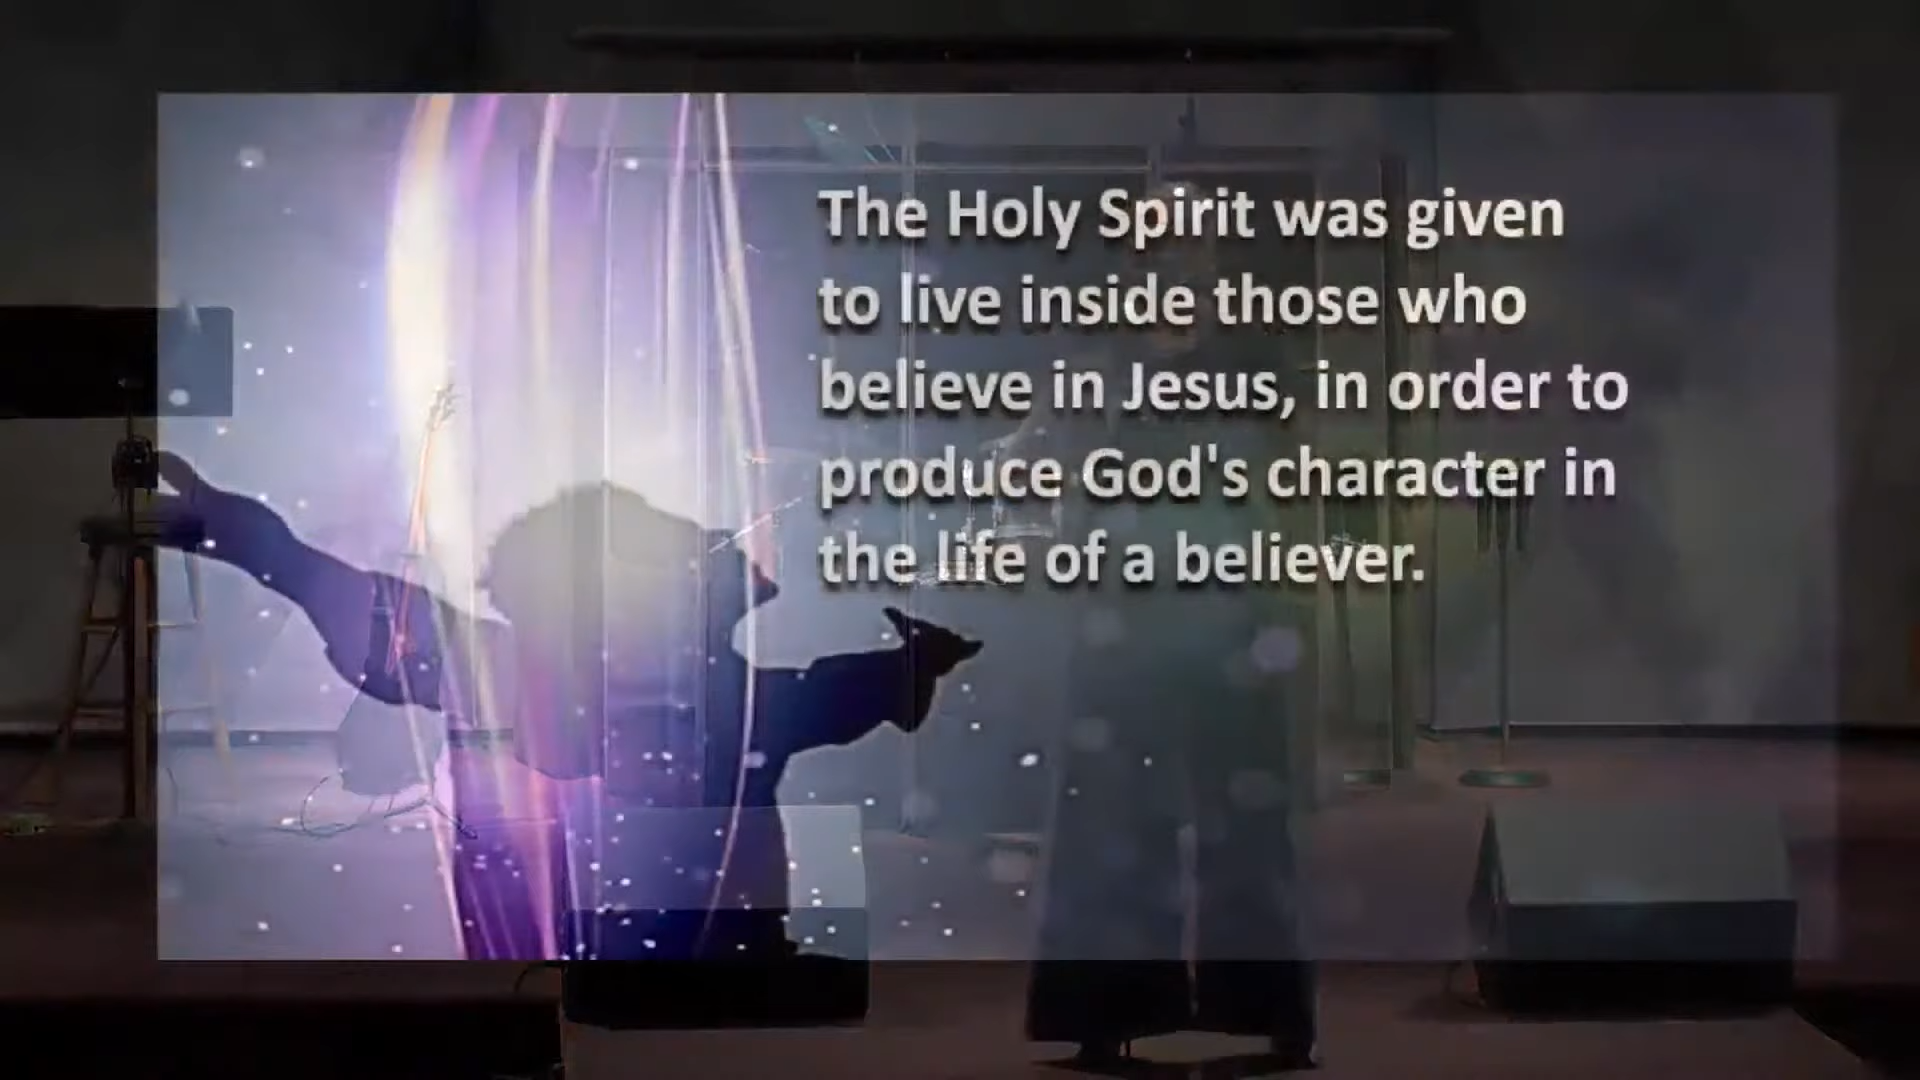 The Holy Spirit was given
to live inside those who
believe in Jesus, in order to
produce God's character in
the life of a believer.